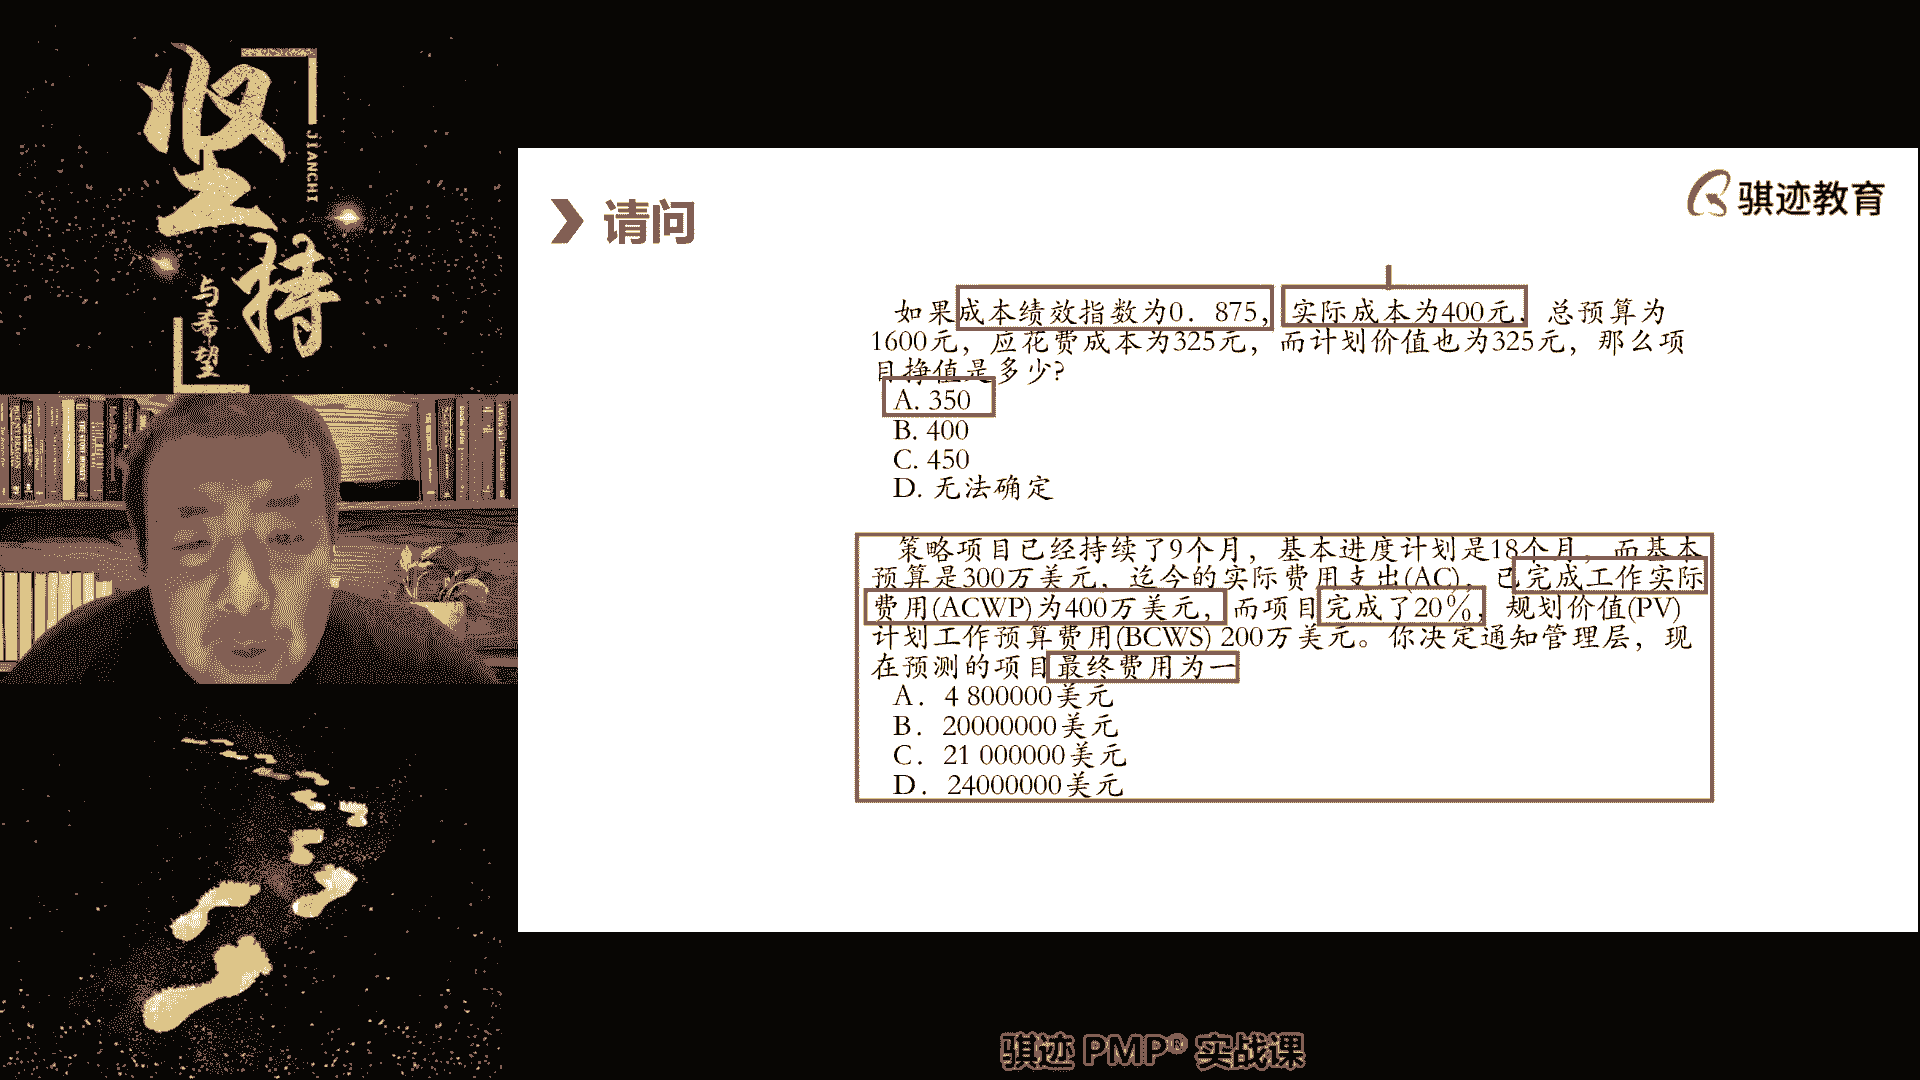 坚持
JIANCHI
与希望
请问
骐迹教育
如果成本绩效指数为0．875，实际成本为400元．总预算为
1600元，应花费成本为325元，而计划价值也为325元，那么项
目挣值是多少?
A. 350
B. 400
C. 450
D. 无法确定
策略项目已经持续了9个月，基本进度计划是18个月，而基本
预算是300万美元．迄今的实际费用支出(AC)，已完成工作实际
费用(ACWP)为400万美元，而项目完成了20%，规划价值(PV)
计划工作预算费用(BCWS) 200万美元。你决定通知管理层，现
在预测的项目最终费用为一
A． 4 800000美元
B． 20000000美元
C． 21 000000美元
D． 24000000美元
骐迹 PMP® 实战课